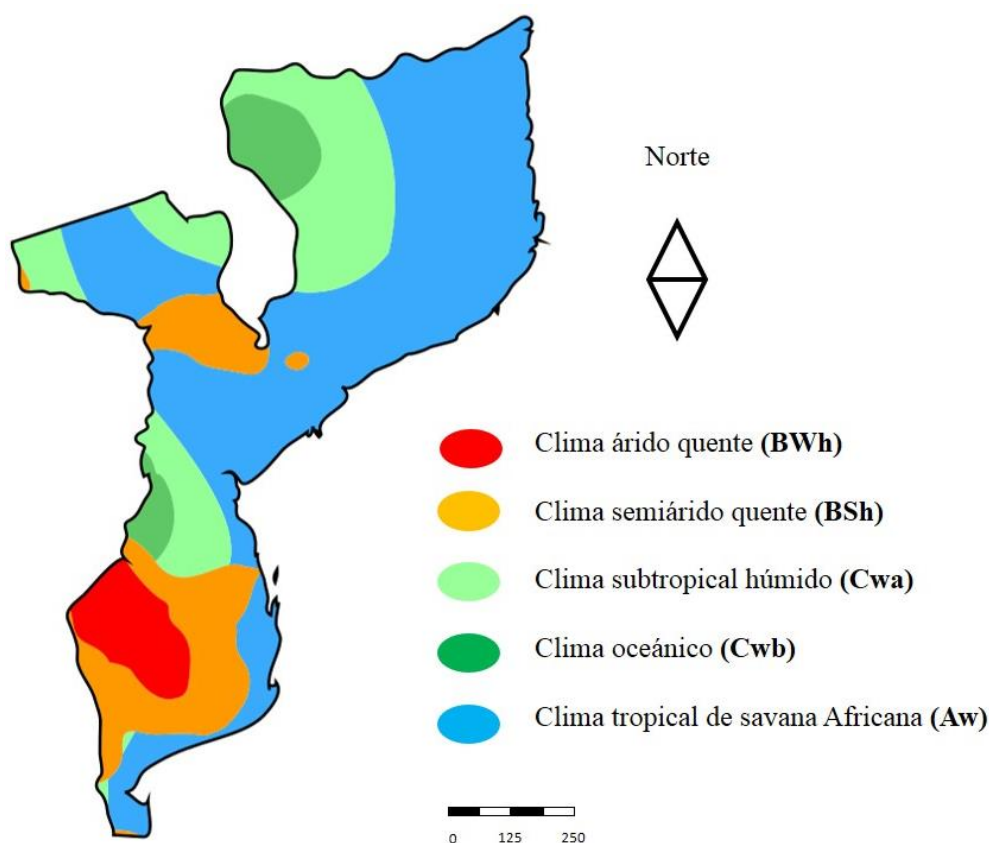 Norte
Clima árido quente (BWh)
Clima semiárido quente (BSh)
Clima subtropical húmido (Cwa)
Clima oceánico (Cwb)
Clima tropical de savana Africana (Aw)
0 125 250